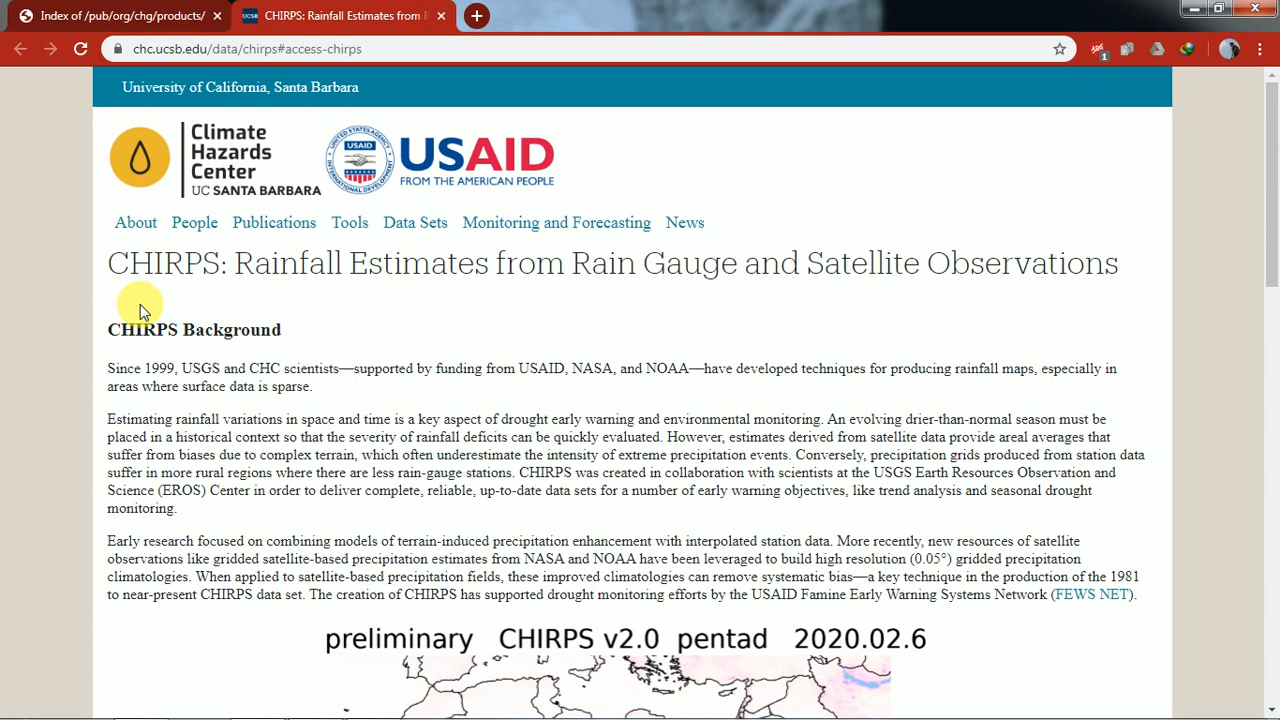 Index of /pub/org/chg/products/
CHIRPS: Rainfall Estimates from
chc.ucsb.edu/data/chirps#access-chirps
1
University of California, Santa Barbara
Climate
Hazards
Center
UC SANTA BARBARA
USAID
USAID
FROM THE AMERICAN PEOPLE
About People Publications Tools Data Sets Monitoring and Forecasting News
CHIRPS: Rainfall Estimates from Rain Gauge and Satellite Observations
CHIRPS Background
Since 1999, USGS and CHC scientists—supported by funding from USAID, NASA, and NOAA—have developed techniques for producing rainfall maps, especially in
areas where surface data is sparse.
Estimating rainfall variations in space and time is a key aspect of drought early warning and environmental monitoring. An evolving drier-than-normal season must be
placed in a historical context so that the severity of rainfall deficits can be quickly evaluated. However, estimates derived from satellite data provide areal averages that
suffer from biases due to complex terrain, which often underestimate the intensity of extreme precipitation events. Conversely, precipitation grids produced from station data
suffer in more rural regions where there are less rain-gauge stations. CHIRPS was created in collaboration with scientists at the USGS Earth Resources Observation and
Science (EROS) Center in order to deliver complete, reliable, up-to-date data sets for a number of early warning objectives, like trend analysis and seasonal drought
monitoring.
Early research focused on combining models of terrain-induced precipitation enhancement with interpolated station data. More recently, new resources of satellite
observations like gridded satellite-based precipitation estimates from NASA and NOAA have been leveraged to build high resolution (0.05°) gridded precipitation
climatologies. When applied to satellite-based precipitation fields, these improved climatologies can remove systematic bias—a key technique in the production of the 1981
to near-present CHIRPS data set. The creation of CHIRPS has supported drought monitoring efforts by the USAID Famine Early Warning Systems Network (FEWS NET).
preliminary CHIRPS v2.0 pentad 2020.02.6